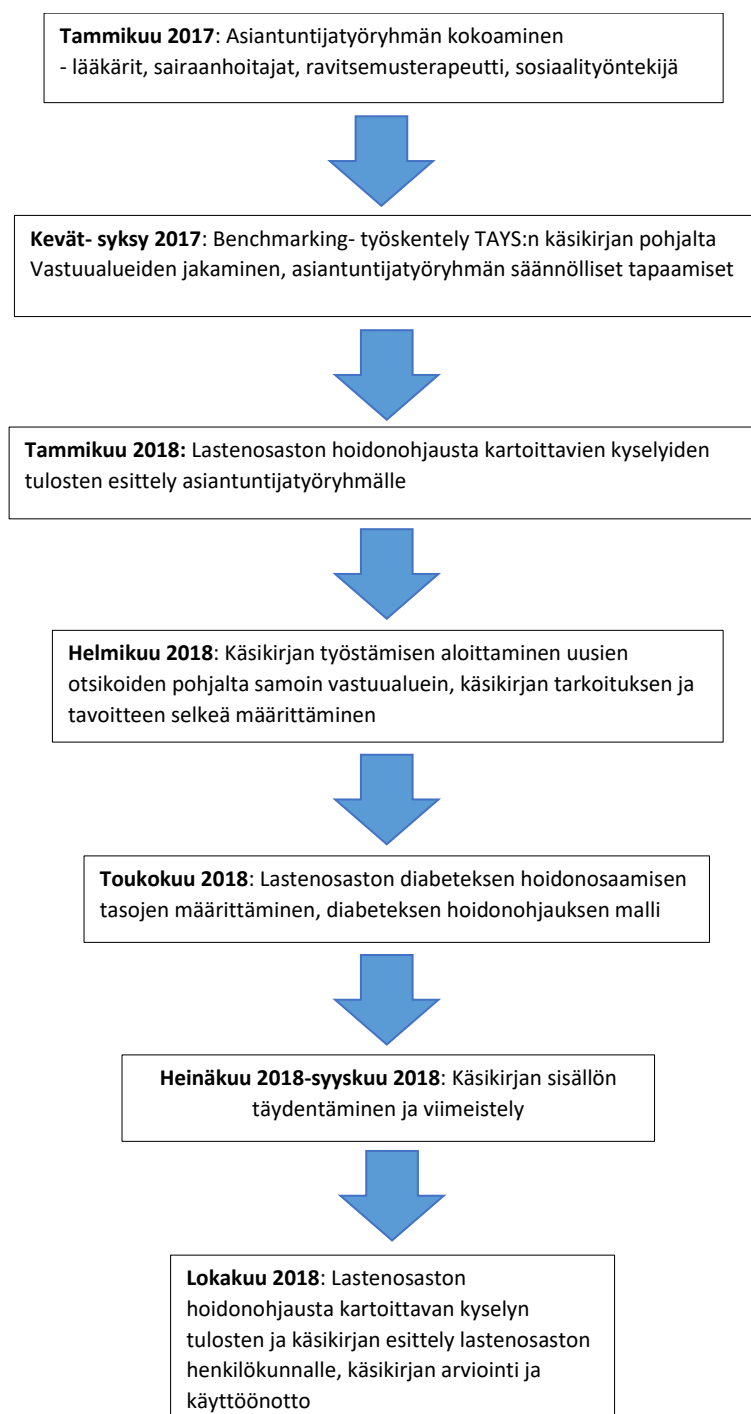 Tammikuu 2017: Asiantuntijatyöryhmän kokoaminen
- lääkärit, sairaanhoitajat, ravitsemusterapeutti, sosiaalityöntekijä
Kevät- syksy 2017: Benchmarking- työskentely TAYS:n käsikirjan pohjalta
Vastuualueiden jakaminen, asiantuntijatyöryhmän säännölliset tapaamiset
Tammikuu 2018: Lastenosaston hoidonohjausta kartoittavien kyselyiden
tulosten esittely asiantuntijatyöryhmälle
Helmikuu 2018: Käsikirjan työstämisen aloittaminen uusien
otsikoiden pohjalta samoin vastuualuein, käsikirjan tarkoituksen ja
tavoitteen selkeä määrittäminen
Toukokuu 2018: Lastenosaston diabeteksen hoidonosaamisen
tasojen määrittäminen, diabeteksen hoidonohjauksen malli
Heinäkuu 2018-syyskuu 2018: Käsikirjan sisällön
täydentäminen ja viimeistely
Lokakuu 2018: Lastenosaston
hoidonohjausta kartoittavan kyselyn
tulosten ja käsikirjan esittely lastenosaston
henkilökunnalle, käsikirjan arviointi ja
käyttöönotto